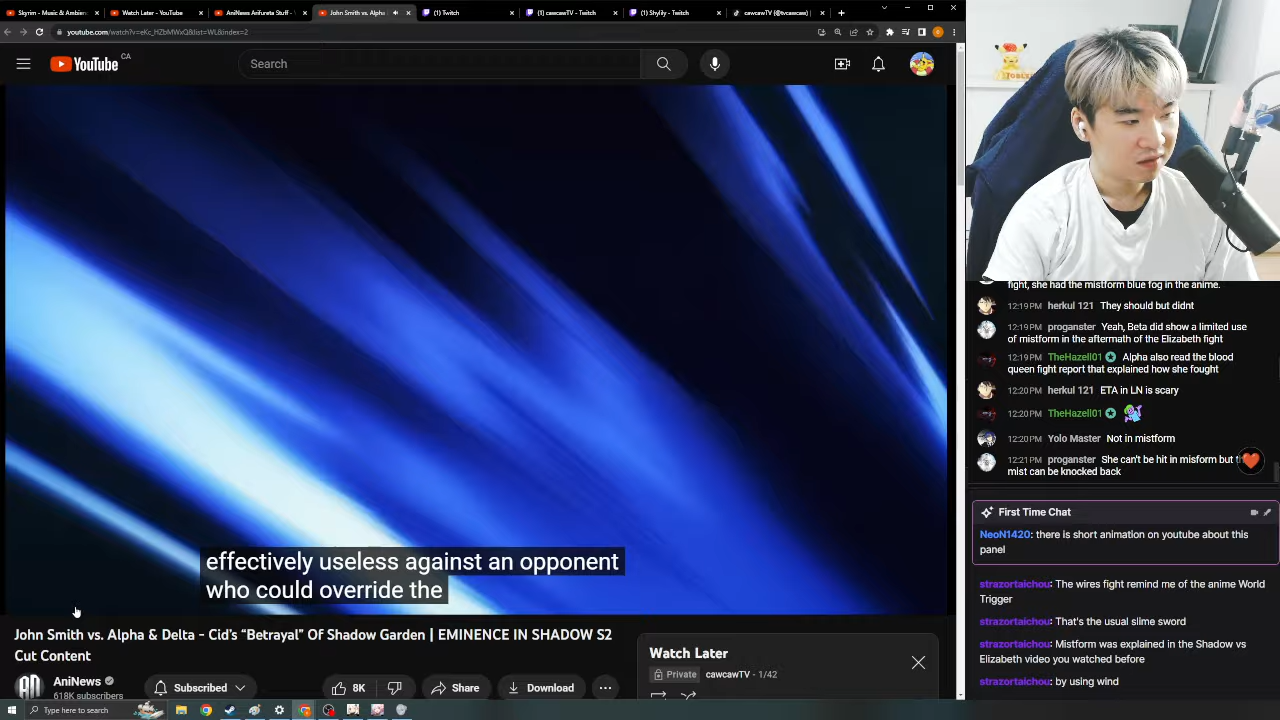 Slgrim - Music & Ambien
Watch Later - YouTube
AniNews Arifureta Stuff -
John Smith vs. Alpha
(1) Twitch
(1) cawcawTV - Twitch
(1) Shylily - Twitch
cawcawTV (@tvcawcaw) |
youtube.com/watch?v=eKc_HZbMWxQ&list=WL&index=2
YouTube CA
Search
effectively useless against an opponent
who could override the
John Smith vs. Alpha & Delta - Cid's “Betrayal” Of Shadow Garden | EMINENCE IN SHADOW S2
Cut Content
AniNews
618K subscribers
Subscribed
8K
Share
Download
Watch Later
Private
cawcawTV - 1/42
fight, she had the mistform blue fog in the anime.
12:19PM herkul 121 They should but didnt
12:19PM proganster Yeah, Beta did show a limited use
of mistform in the aftermath of the Elizabeth fight
12:19PM TheHazell01 Alpha also read the blood
queen fight report that explained how she fought
12:20PM herkul 121 ETA in LN is scary
12:20PM TheHazell01
12:20PM Yolo Master Not in mistform
12:21PM proganster She can't be hit in misform but t
mist can be knocked back
First Time Chat
NeoN1420: there is short animation on youtube about this
panel
strazortaichou: The wires fight remind me of the anime World
Trigger
strazortaichou: That's the usual slime sword
strazortaichou: Mistform was explained in the Shadow vs
Elizabeth video you watched before
strazortaichou: by using wind
Type here to search